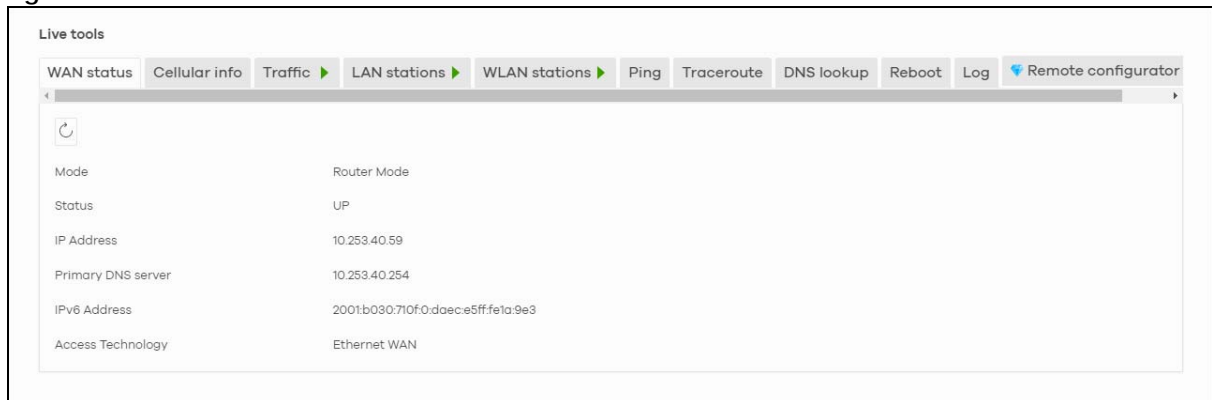 Live tools
WAN status Cellular info Traffic LAN stations WLAN stations Ping Traceroute DNS lookup Reboot Log Remote configurator
Mode Router Mode
Status UP
IP Address 10.253.40.59
Primary DNS server 10.253.40.254
IPv6 Address 2001:b030:710f:0:daec:e5ff:fe1a:9e3
Access Technology Ethernet WAN